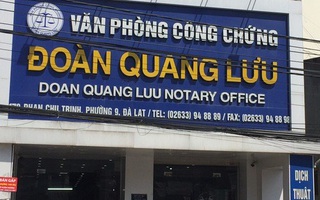 VĂN PHÒNG CÔNG CHỨNG
ĐOÀN QUANG LƯU
DOAN QUANG LUU NOTARY OFFICE
PHAN CHU TRINH, PHƯỜNG 9, ĐÀ LẠT / TEL: (02633) 94 88 89 / FAX: (02633) 94 88 98
DỊCH
THUẬT